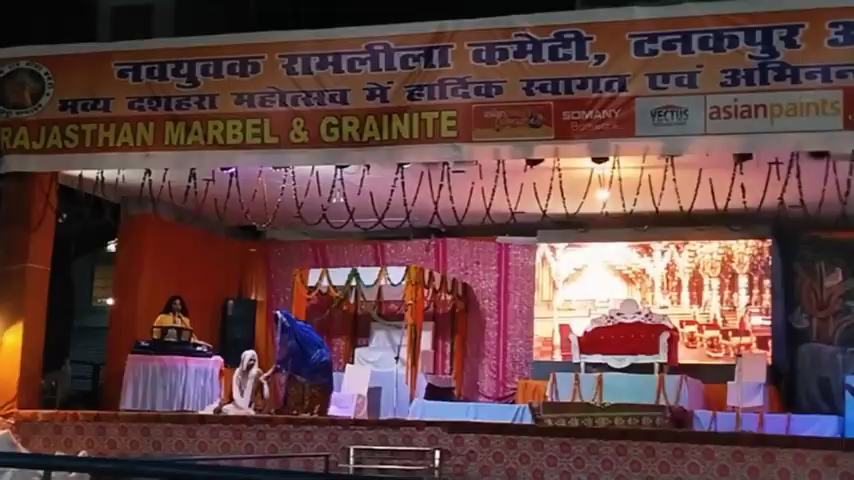 नवयुवक रामलीला कमेटी, टनकपुर
भव्य दशहरा महोत्सव में हार्दिक स्वागत एवं अभिनन
RAJASTHAN MARBEL & GRAINITE
SOMANY
VECTUS
asianpaints